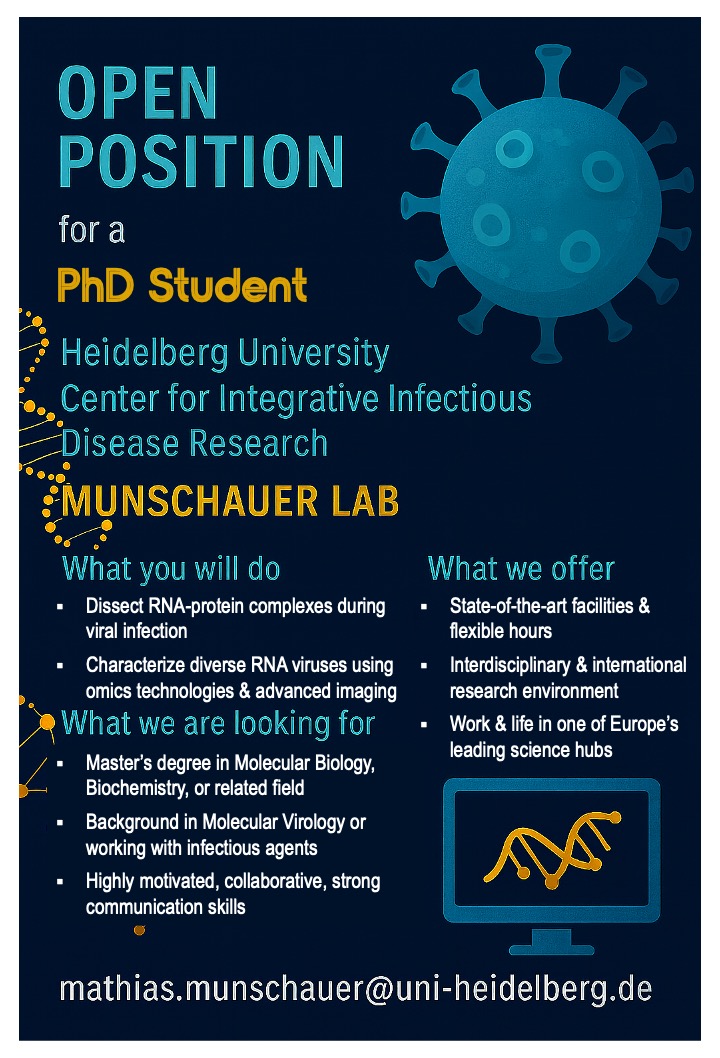 OPEN
POSITION
for a
PhD Student
Heidelberg University
Center for Integrative Infectious
Disease Research
MUNSCHAUER LAB
What you will do
▪ Dissect RNA-protein complexes during
viral infection
▪ Characterize diverse RNA viruses using
omics technologies & advanced imaging
What we are looking for
▪ Master's degree in Molecular Biology,
Biochemistry, or related field
▪ Background in Molecular Virology or
working with infectious agents
▪ Highly motivated, collaborative, strong
communication skills
What we offer
▪ State-of-the-art facilities &
flexible hours
▪ Interdisciplinary & international
research environment
▪ Work & life in one of Europe's
leading science hubs
mathias.munschauer@uni-heidelberg.de